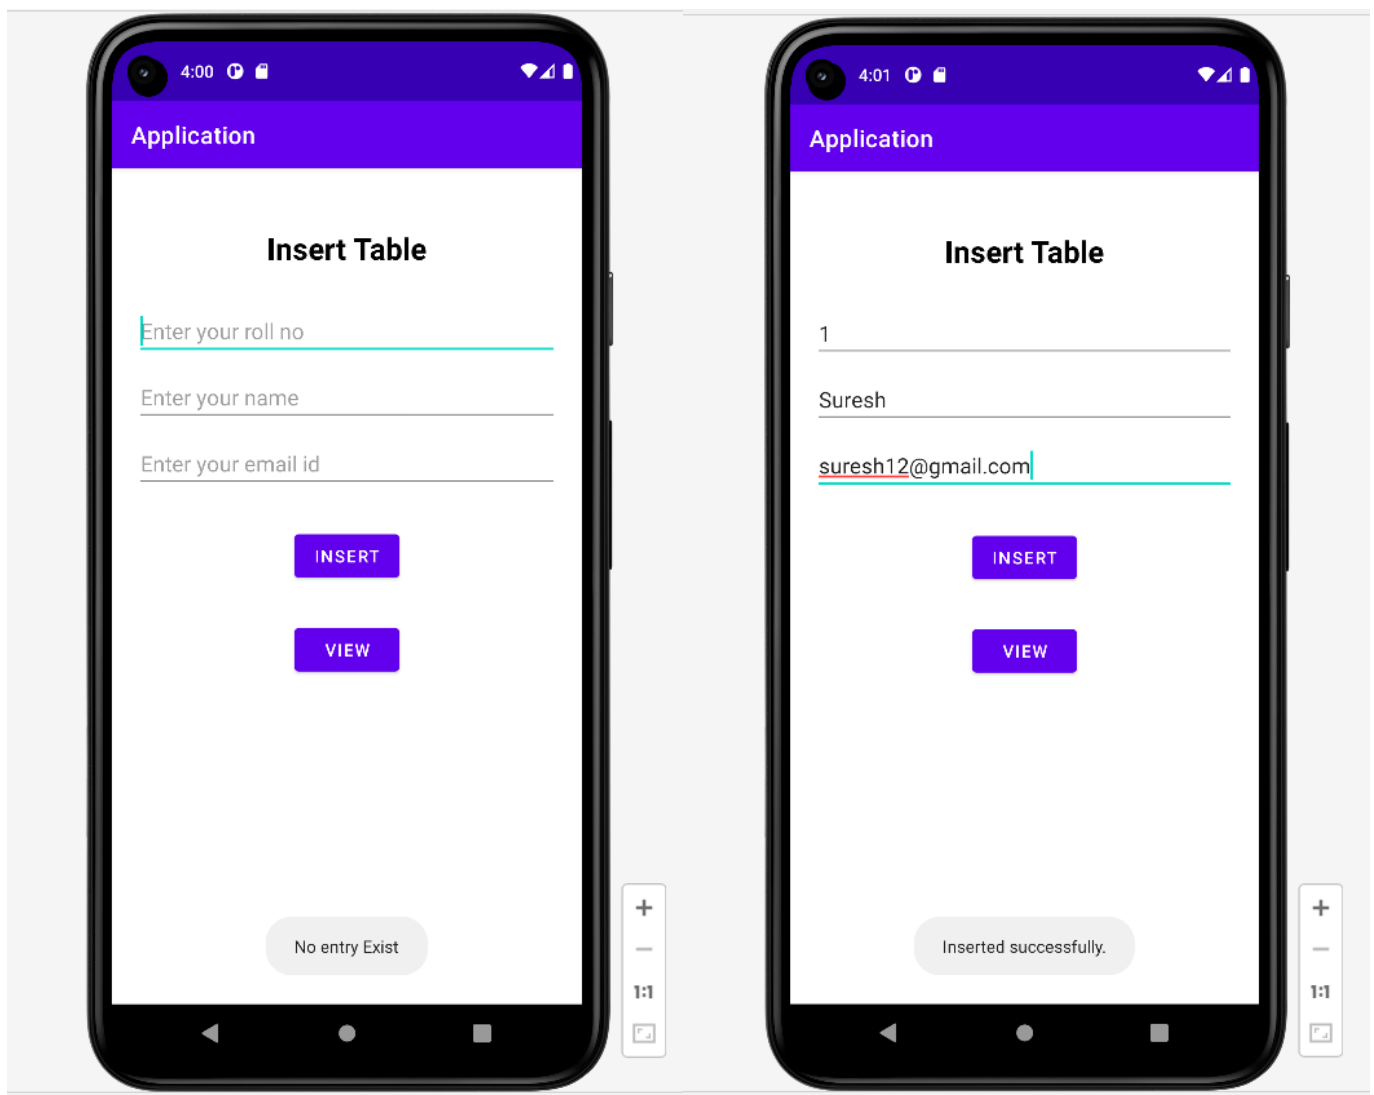 4:00
Application
Insert Table
Enter your roll no
Enter your name
Enter your email id
INSERT
VIEW
No entry Exist
1:1
4:01
Application
Insert Table
1
Suresh
suresh12@gmail.com
INSERT
VIEW
Inserted successfully.
1:1